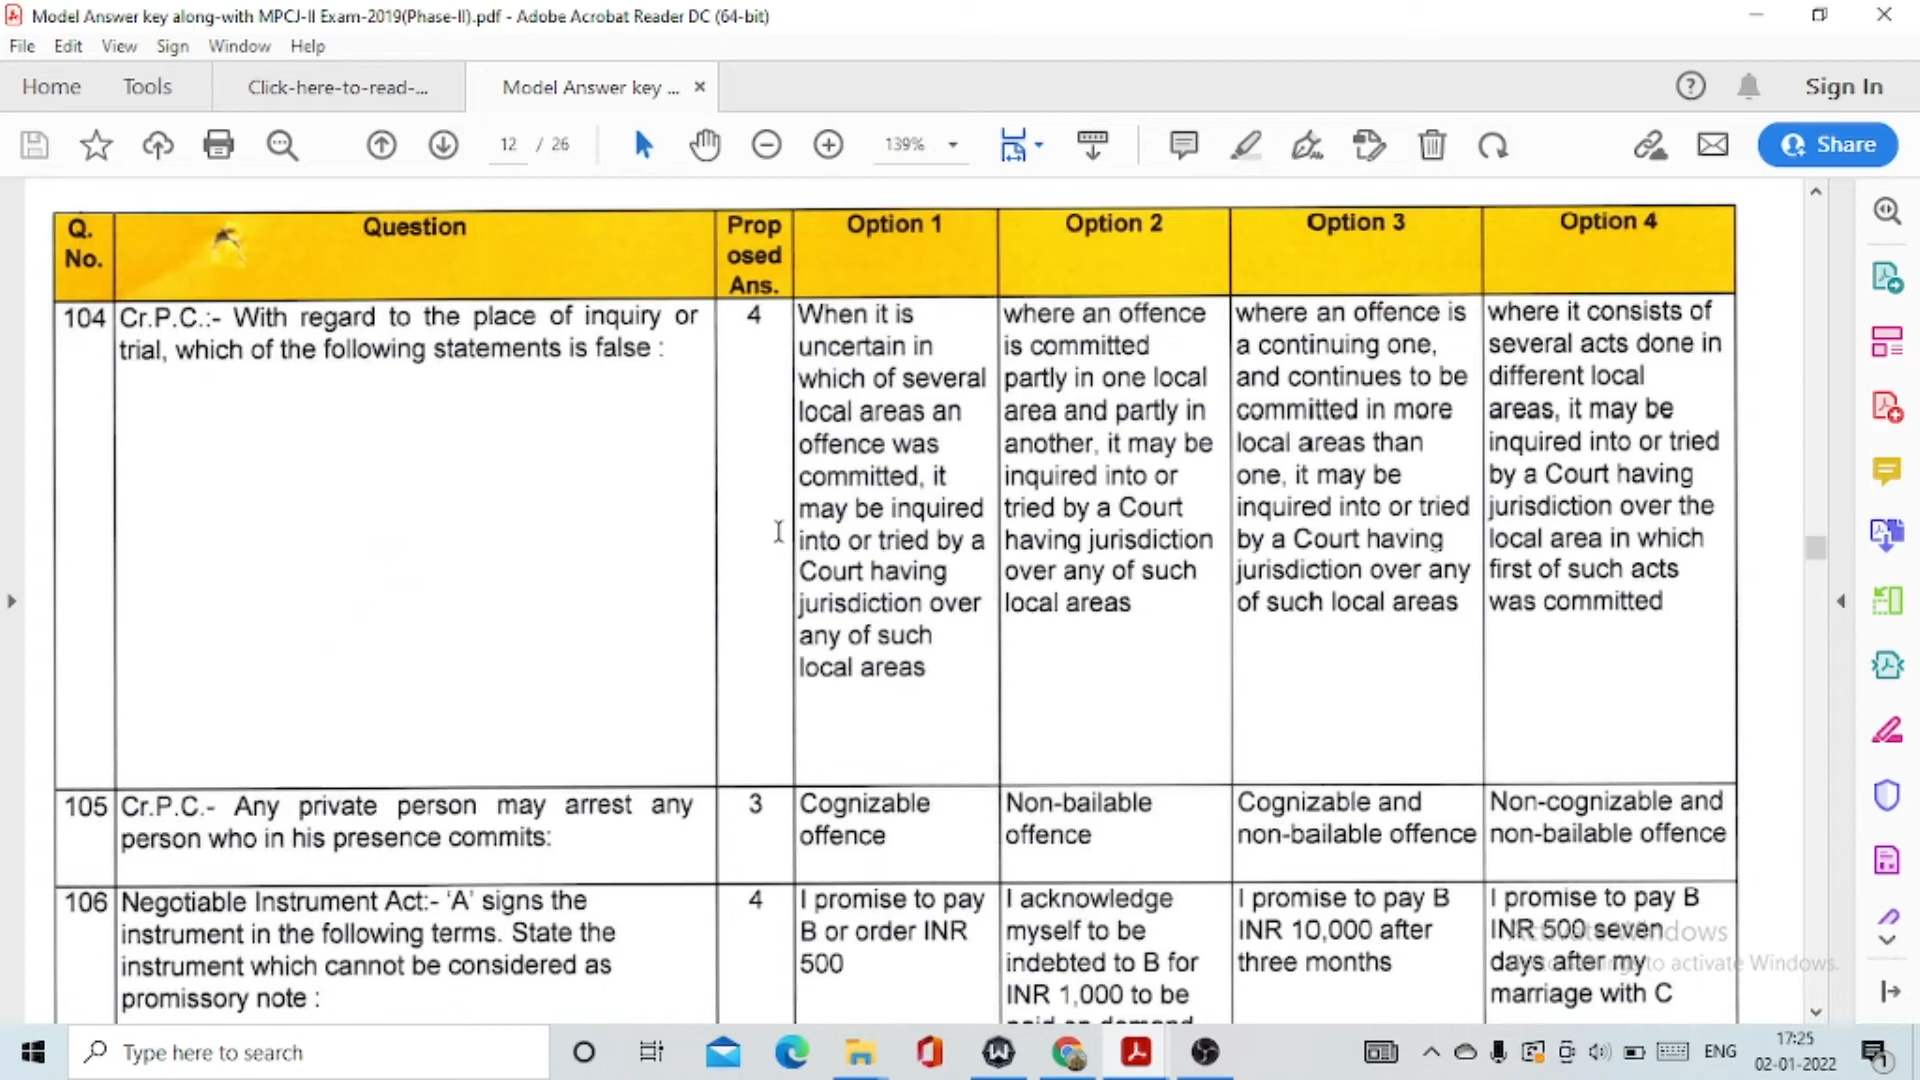 Model Answer key along-with MPCJ-II Exam-2019(Phase-II).pdf - Adobe Acrobat Reader DC (64-bit)
File Edit View Sign Window Help
Home Tools Click-here-to-read-... Model Answer key ... × Sign In
12 / 26 139% Share
Q. No. Question Prop osed Ans. Option 1 Option 2 Option 3 Option 4
104
Cr.P.C.:- With regard to the place of inquiry or
trial, which of the following statements is false :
4
When it is
uncertain in
which of several
local areas an
offence was
committed, it
may be inquired
into or tried by a
Court having
jurisdiction over
any of such
local areas
where an offence
is committed
partly in one local
area and partly in
another, it may be
inquired into or
tried by a Court
having jurisdiction
over any of such
local areas
where an offence is
a continuing one,
and continues to be
committed in more
local areas than
one, it may be
inquired into or tried
by a Court having
jurisdiction over any
of such local areas
where it consists of
several acts done in
different local
areas, it may be
inquired into or tried
by a Court having
jurisdiction over the
local area in which
first of such acts
was committed
105
Cr.P.C.- Any private person may arrest any
person who in his presence commits:
3
Cognizable
offence
Non-bailable
offence
Cognizable and
non-bailable offence
Non-cognizable and
non-bailable offence
106
Negotiable Instrument Act:- ‘A’ signs the
instrument in the following terms. State the
instrument which cannot be considered as
promissory note :
4
I promise to pay
B or order INR
500
I acknowledge
myself to be
indebted to B for
INR 1,000 to be
paid on demand
I promise to pay B
INR 10,000 after
three months
I promise to pay B
INR 500 seven
days after my
marriage with C
Activate Windows
to activate Windows.
Type here to search
ENG
17:25
02-01-2022
1